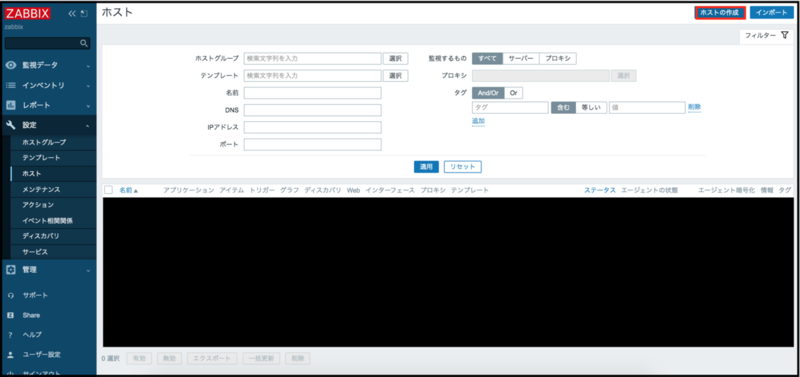 ZABBIX
zabbix
監視データ
インベントリ
レポート
設定
ホストグループ
テンプレート
ホスト
メンテナンス
アクション
イベント相関関係
ディスカバリ
サービス
管理
サポート
Share
ヘルプ
ユーザー設定
サインアウト
ホスト
ホストの作成 インポート
フィルター
ホストグループ 検索文字列を入力 選択 監視するもの すべて サーバー プロキシ
テンプレート 検索文字列を入力 選択 プロキシ 選択
名前 タグ And/Or Or
タグ 含む 等しい 値 削除
DNS
追加
IPアドレス
ポート
適用 リセット
名前 アプリケーション アイテム トリガー グラフ ディスカバリ Web インターフェース プロキシ テンプレート ステータス エージェントの状態 エージェント暗号化 情報 タグ
0 選択 有効 無効 エクスポート 一括更新 削除